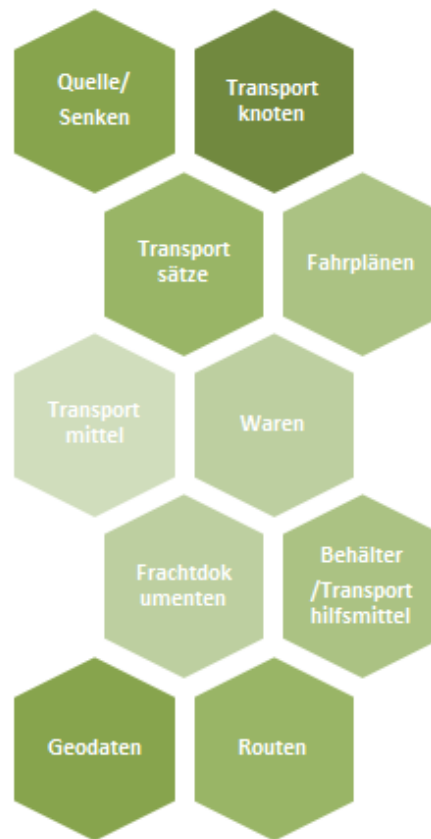 Quelle/
Senken
Transport
knoten
Transport
sätze
Fahrplänen
Transport
mittel
Waren
Frachtdok
umenten
Behälter
/Transport
hilfsmittel
Geodaten
Routen